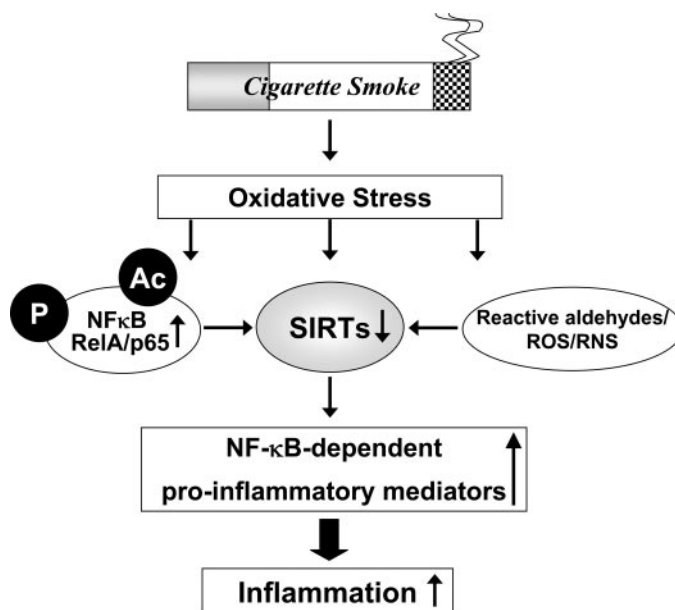 Cigarette Smoke
Oxidative Stress
Ac
P
NFκB
RelA/p65
SIRTs
Reactive aldehydes/
ROS/RNS
NF-κB-dependent
pro-inflammatory mediators
Inflammation